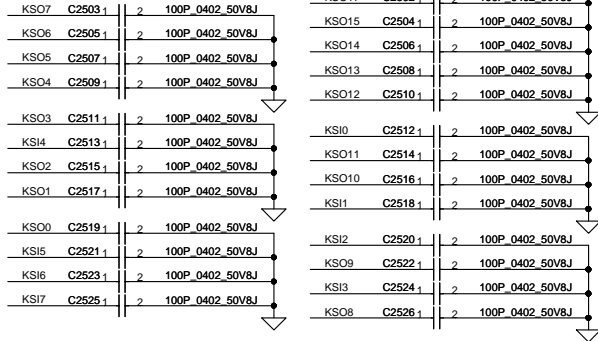 KSO7 C2503 1 2 100P_0402_50V8J
KSO6 C2505 1 2 100P_0402_50V8J
KSO5 C2507 1 2 100P_0402_50V8J
KSO4 C2509 1 2 100P_0402_50V8J
KSO3 C2511 1 2 100P_0402_50V8J
KSI4 C2513 1 2 100P_0402_50V8J
KSO2 C2515 1 2 100P_0402_50V8J
KSO1 C2517 1 2 100P_0402_50V8J
KSO0 C2519 1 2 100P_0402_50V8J
KSI5 C2521 1 2 100P_0402_50V8J
KSI6 C2523 1 2 100P_0402_50V8J
KSI7 C2525 1 2 100P_0402_50V8J
KSO15 C2504 1 2 100P_0402_50V8J
KSO14 C2506 1 2 100P_0402_50V8J
KSO13 C2508 1 2 100P_0402_50V8J
KSO12 C2510 1 2 100P_0402_50V8J
KSI0 C2512 1 2 100P_0402_50V8J
KSO11 C2514 1 2 100P_0402_50V8J
KSO10 C2516 1 2 100P_0402_50V8J
KSI1 C2518 1 2 100P_0402_50V8J
KSI2 C2520 1 2 100P_0402_50V8J
KSO9 C2522 1 2 100P_0402_50V8J
KSI3 C2524 1 2 100P_0402_50V8J
KSO8 C2526 1 2 100P_0402_50V8J